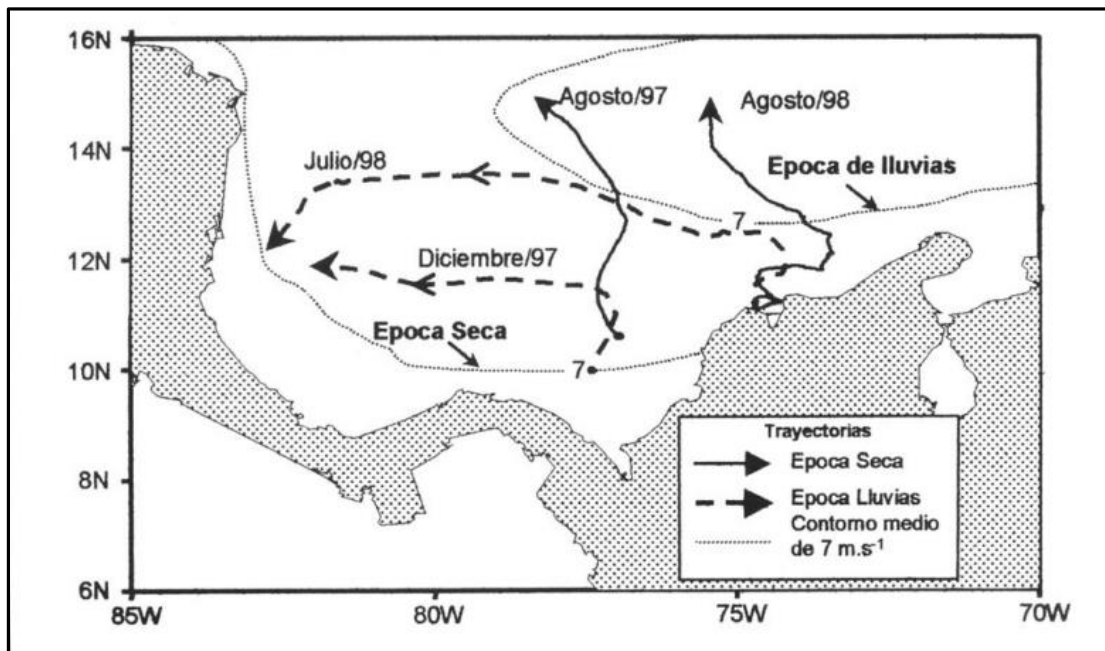 16N
14N
12N
10N
8N
6N
85W
80W
75W
70W
Agosto/97
Agosto/98
Julio/98
Epoca de lluvias
7
Diciembre/97
Epoca Seca
7
Trayectorias
Epoca Seca
Epoca Lluvias
Contorno medio
de 7 m.s⁻¹